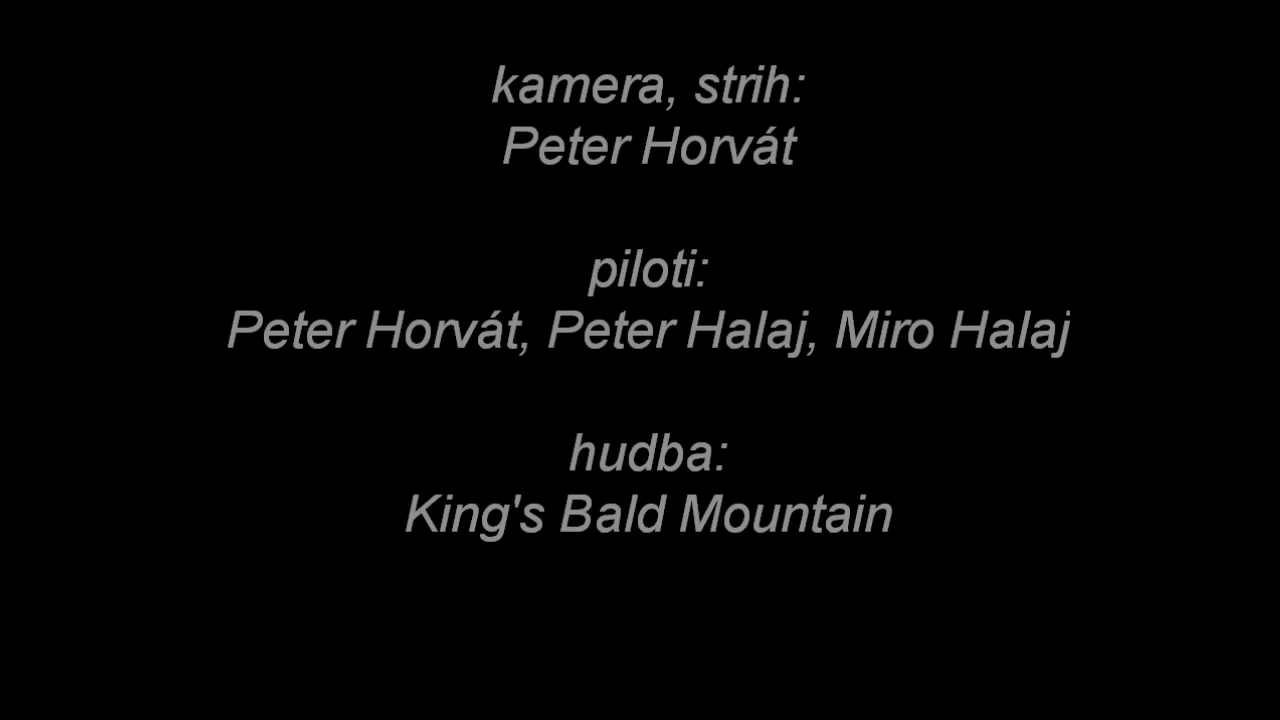 kamera, strih:
Peter Horvát
piloti:
Peter Horvát, Peter Halaj, Miro Halaj
hudba:
King's Bald Mountain